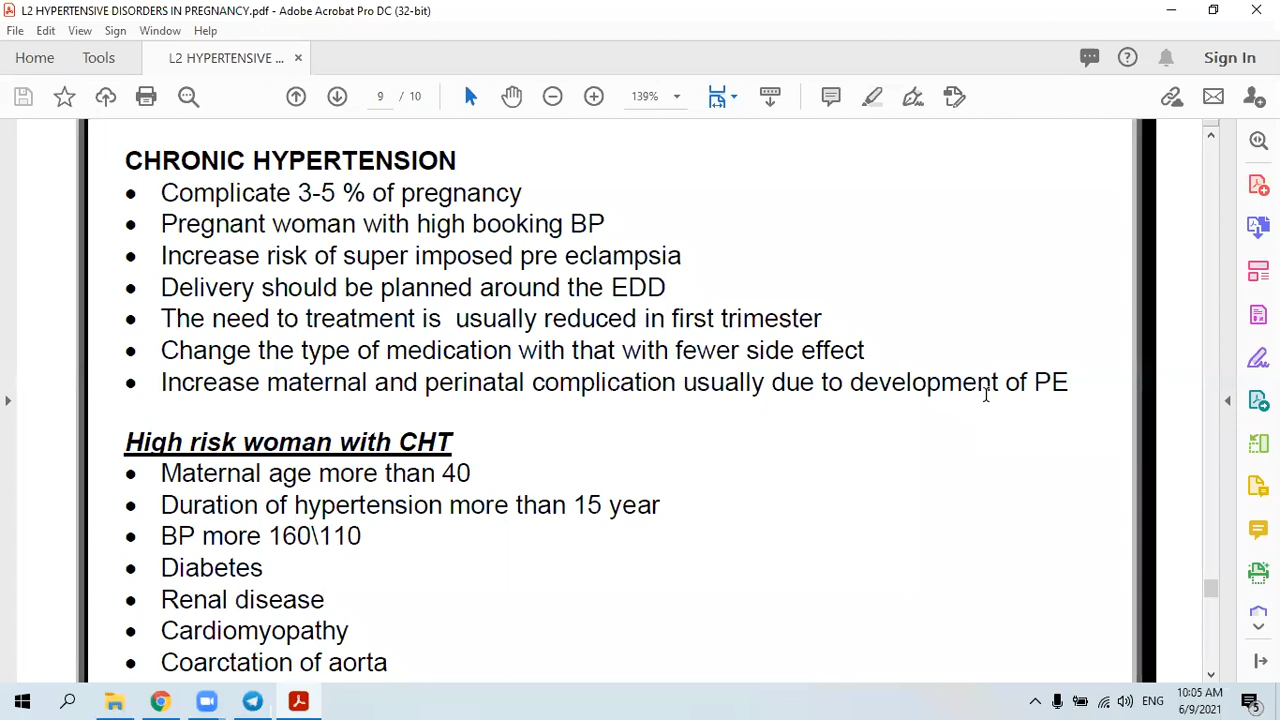 L2 HYPERTENSIVE DISORDERS IN PREGNANCY.pdf - Adobe Acrobat Pro DC (32-bit)
File Edit View Sign Window Help
Home Tools L2 HYPERTENSIVE ... × Sign In
9 / 10 139%
CHRONIC HYPERTENSION
• Complicate 3-5 % of pregnancy
• Pregnant woman with high booking BP
• Increase risk of super imposed pre eclampsia
• Delivery should be planned around the EDD
• The need to treatment is usually reduced in first trimester
• Change the type of medication with that with fewer side effect
• Increase maternal and perinatal complication usually due to development of PE
High risk woman with CHT
• Maternal age more than 40
• Duration of hypertension more than 15 year
• BP more 160\110
• Diabetes
• Renal disease
• Cardiomyopathy
• Coarctation of aorta
ENG 10:05 AM
6/9/2021 5